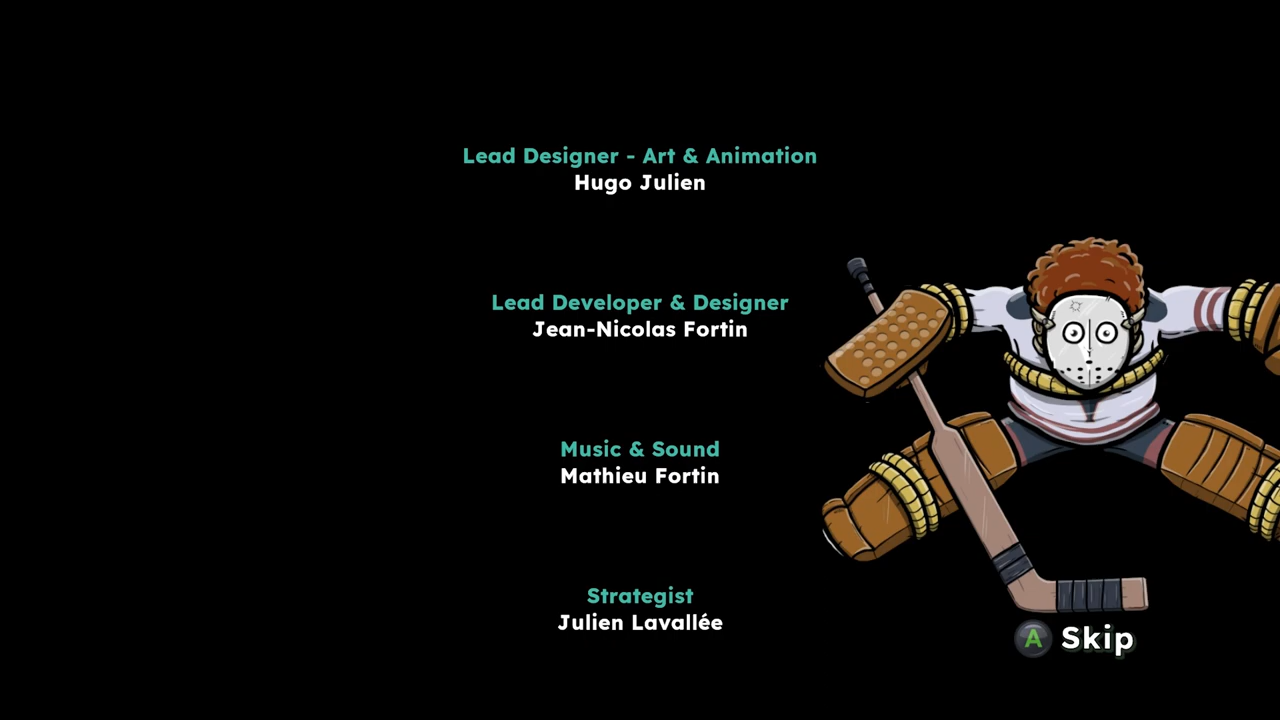 Lead Designer - Art & Animation
Hugo Julien
Lead Developer & Designer
Jean-Nicolas Fortin
Music & Sound
Mathieu Fortin
Strategist
Julien Lavallée
A Skip